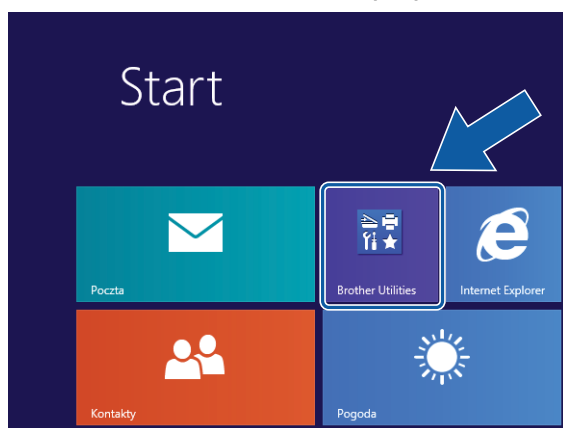 Start
Poczta
Brother Utilities
Internet Explorer
Kontakty
Pogoda